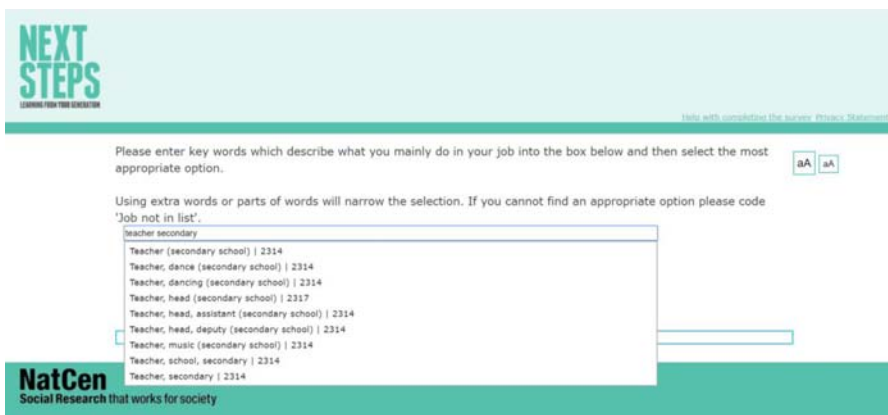 NEXT
STEPS
LEARNING FROM YOUR GENERATION
Help with completing the survey Privacy Statement
Please enter key words which describe what you mainly do in your job into the box below and then select the most
appropriate option.
aA aA
Using extra words or parts of words will narrow the selection. If you cannot find an appropriate option please code
'Job not in list'.
teacher secondary
Teacher (secondary school) | 2314
Teacher, dance (secondary school) | 2314
Teacher, dancing (secondary school) | 2314
Teacher, head (secondary school) | 2317
Teacher, head, assistant (secondary school) | 2314
Teacher, head, deputy (secondary school) | 2314
Teacher, music (secondary school) | 2314
Teacher, school, secondary | 2314
Teacher, secondary | 2314
NatCen
Social Research that works for society